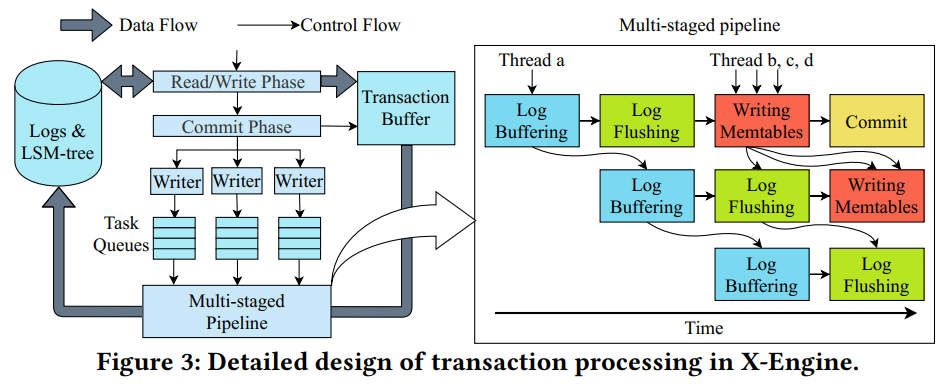 Data Flow
Control Flow
Logs &
LSM-tree
Read/Write Phase
Transaction
Buffer
Commit Phase
Writer
Writer
Writer
Task
Queues
Multi-staged
Pipeline
Multi-staged pipeline
Thread a
Thread b, c, d
Log
Buffering
Log
Flushing
Writing
Memtables
Commit
Log
Buffering
Log
Flushing
Writing
Memtables
Log
Buffering
Log
Flushing
Time
Figure 3: Detailed design of transaction processing in X-Engine.